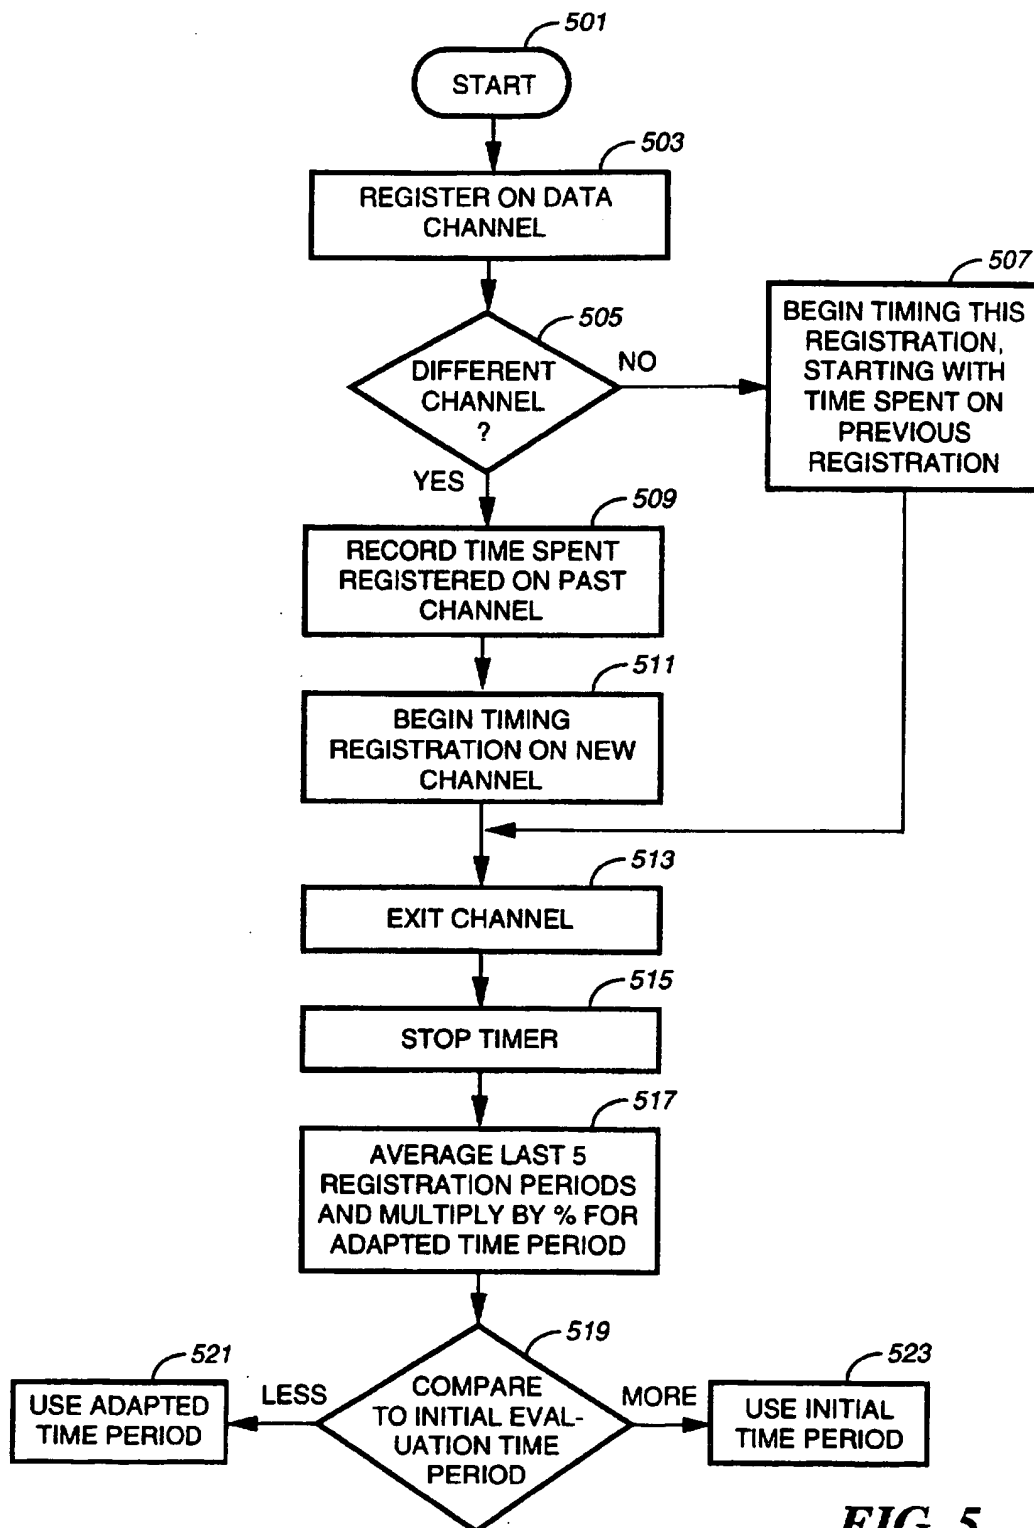 501
START
503
REGISTER ON DATA
CHANNEL
505
DIFFERENT
CHANNEL
?
NO
507
BEGIN TIMING THIS
REGISTRATION,
STARTING WITH
TIME SPENT ON
PREVIOUS
REGISTRATION
YES
509
RECORD TIME SPENT
REGISTERED ON PAST
CHANNEL
511
BEGIN TIMING
REGISTRATION ON NEW
CHANNEL
513
EXIT CHANNEL
515
STOP TIMER
517
AVERAGE LAST 5
REGISTRATION PERIODS
AND MULTIPLY BY % FOR
ADAPTED TIME PERIOD
519
COMPARE
TO INITIAL EVAL-
UATION TIME
PERIOD
LESS
521
USE ADAPTED
TIME PERIOD
MORE
523
USE INITIAL
TIME PERIOD
FIG. 5